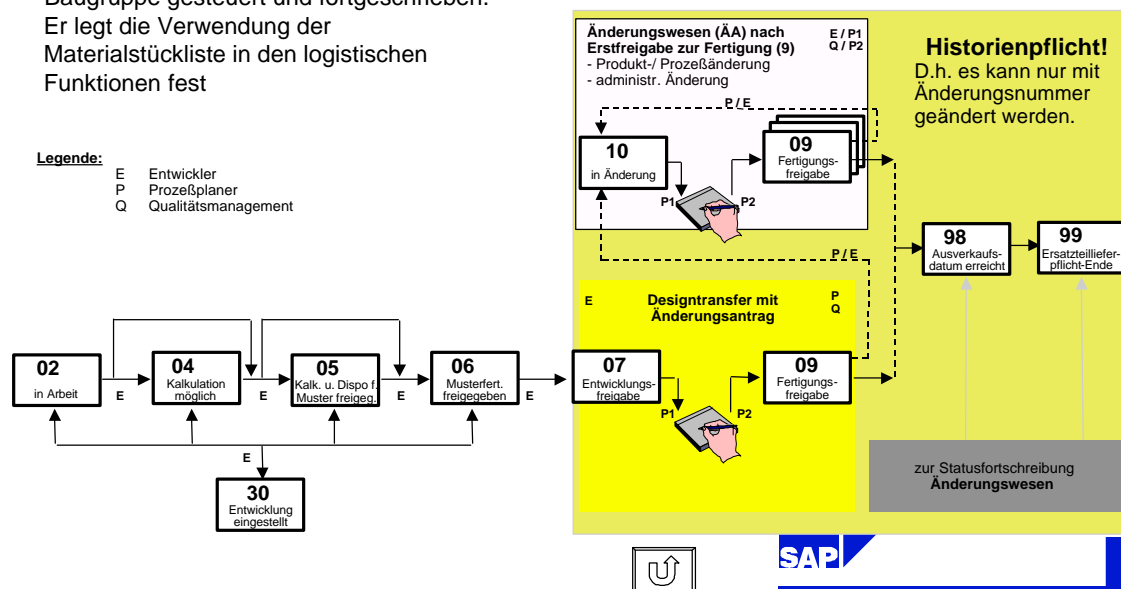 Baugruppe gesteuert und fortgeschrieben.
Er legt die Verwendung der
Materialstückliste in den logistischen
Funktionen fest
Legende:
E Entwickler
P Prozeßplaner
Q Qualitätsmanagement
Änderungswesen (ÄA) nach
Erstfreigabe zur Fertigung (9)
- Produkt-/ Prozeßänderung
- administr. Änderung
E / P1
Q / P2
Historienpflicht!
D.h. es kann nur mit
Änderungsnummer
geändert werden.
P / E
10
in Änderung
P1
P2
09
Fertigungs-
freigabe
P / E
98
Ausverkaufs-
datum erreicht
99
Ersatzteilliefer-
pflicht-Ende
E
Designtransfer mit
Änderungsantrag
P
Q
02
in Arbeit
E
04
Kalkulation
möglich
E
05
Kalk. u. Dispo f.
Muster freigeg.
E
06
Musterfert.
freigegeben
E
07
Entwicklungs-
freigabe
P1
P2
09
Fertigungs-
freigabe
E
30
Entwicklung
eingestellt
zur Statusfortschreibung
Änderungswesen
SAP